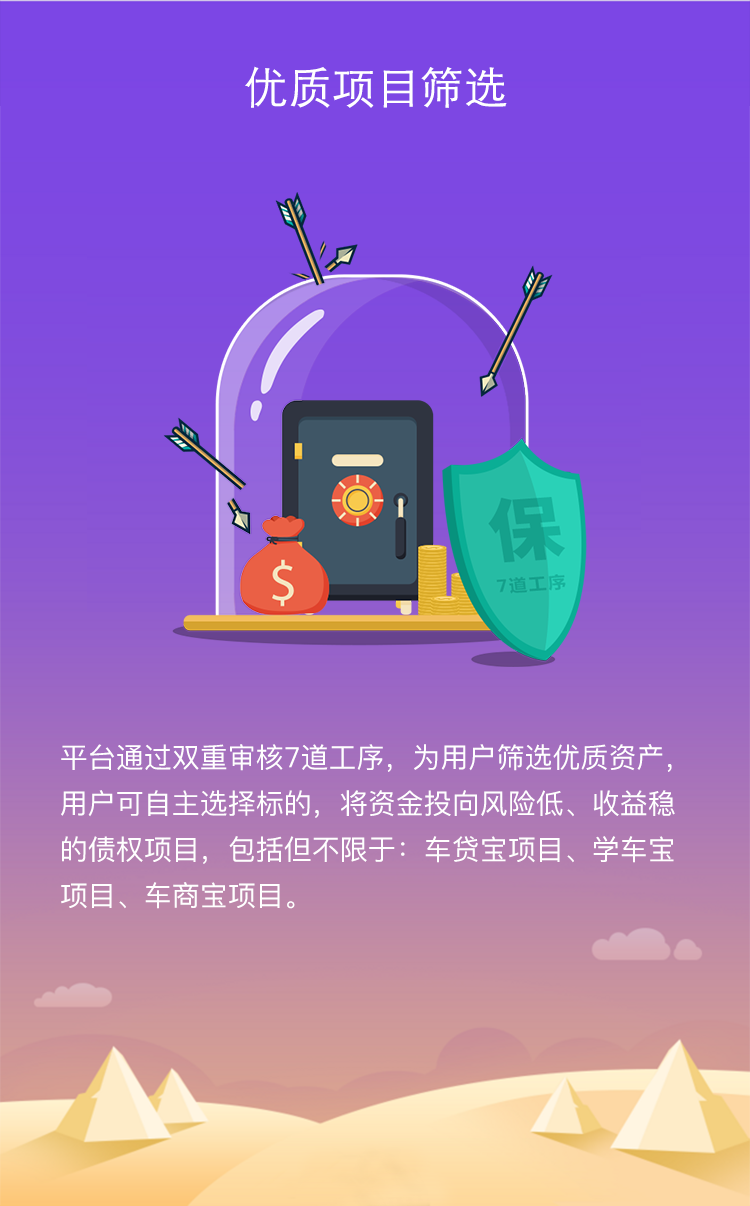 优质项目筛选
$
保
7道工序
平台通过双重审核7道工序，为用户筛选优质资产，
用户可自主选择标的，将资金投向风险低、收益稳
的债权项目，包括但不限于：车贷宝项目、学车宝
项目、车商宝项目。